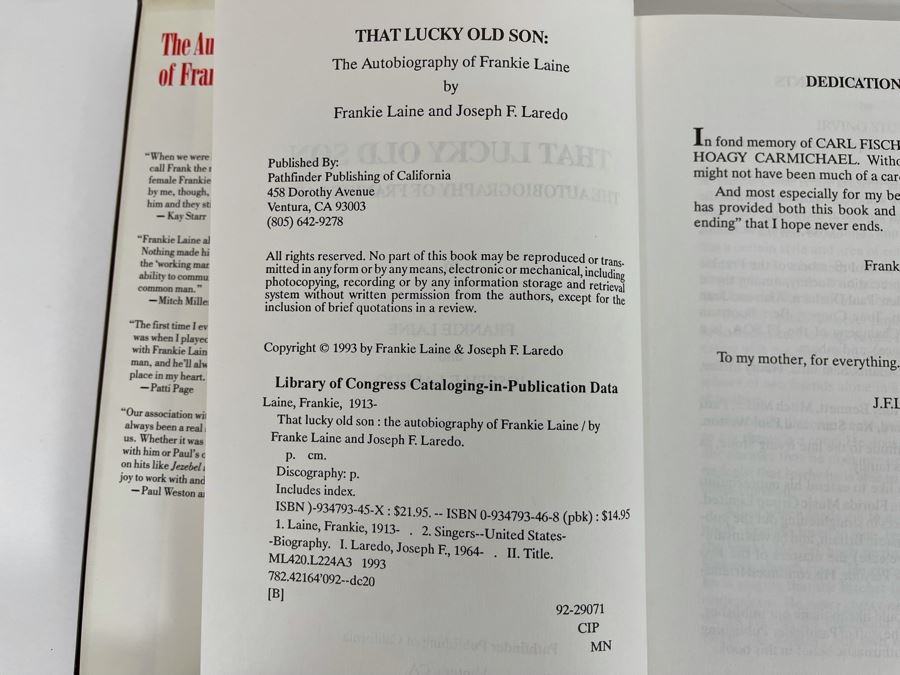 The Au
of Fran
"When we were
call Frank the
female Frankie
by me, though,
him and they st
— Kay Starr
"Frankie Laine al
Nothing made hi
the 'working mar
ability to commu
common man."
—Mitch Mille
"The first time I ev
was when I played
with Frankie Lain
man, and he'll alw
place in my heart.
—Patti Page
"Our association wi
always been a real
us. Whether it was
with him or Paul's c
on hits like Jezebel
joy to work with and
—Paul Weston a
THAT LUCKY OLD SON:
The Autobiography of Frankie Laine
by
Frankie Laine and Joseph F. Laredo
Published By:
Pathfinder Publishing of California
458 Dorothy Avenue
Ventura, CA 93003
(805) 642-9278
All rights reserved. No part of this book may be reproduced or trans-
mitted in any form or by any means, electronic or mechanical, including
photocopying, recording or by any information storage and retrieval
system without written permission from the authors, except for the
inclusion of brief quotations in a review.
Copyright © 1993 by Frankie Laine & Joseph F. Laredo
Library of Congress Cataloging-in-Publication Data
Laine, Frankie, 1913-
That lucky old son : the autobiography of Frankie Laine / by
Franke Laine and Joseph F. Laredo.
p. cm.
Discography: p.
Includes index.
ISBN )-934793-45-X : $21.95. -- ISBN 0-934793-46-8 (pbk) : $14.95
1. Laine, Frankie, 1913- . 2. Singers--United States-
-Biography. I. Laredo, Joseph F., 1964- . II. Title.
ML420.L224A3 1993
782.42164'092--dc20
[B]
92-29071
CIP
MN
DEDICATION
In fond memory of CARL FISCH
HOAGY CARMICHAEL. Witho
might not have been much of a car
And most especially for my be
has provided both this book and
ending" that I hope never ends.
Frank
To my mother, for everything.
J.F.L